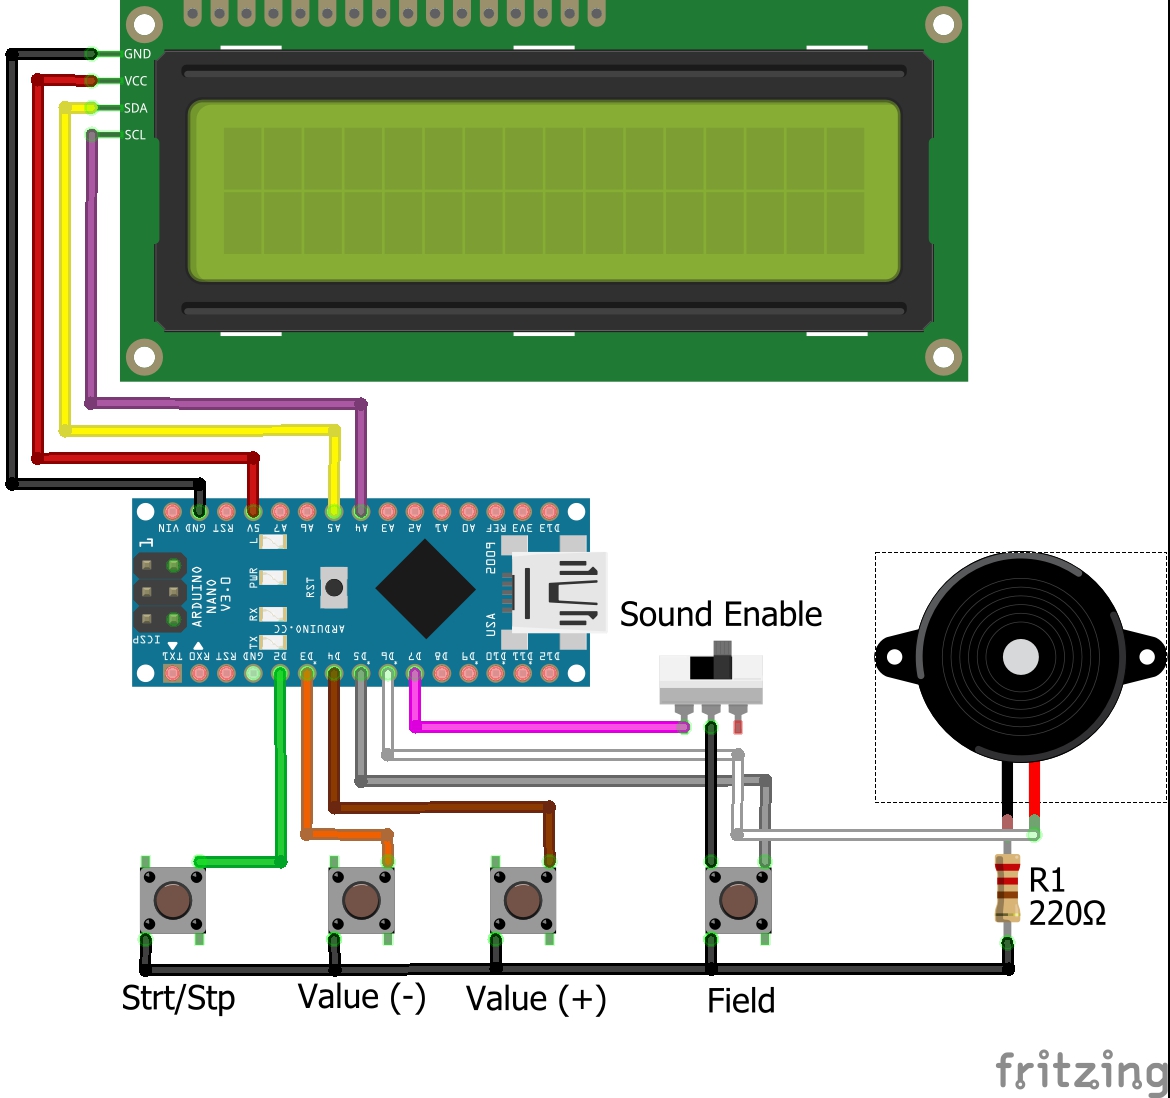 GND
VCC
SDA
SCL
VIN GND RST 5V A7 A6 A5 A4 A3 A2 A1 A0 REF 3V3 D13
1
L
PWR
RX
TX
RST
ARDUINO
NANO
V3.0
ICSP
ARDUINO.CC
2009
USA
TX1 RX0 RST GND D2 D3 D4 D5 D6 D7 D8 D9 D10 D11 D12
Sound Enable
R1
220Ω
Strt/Stp
Value (-)
Value (+)
Field
fritzing